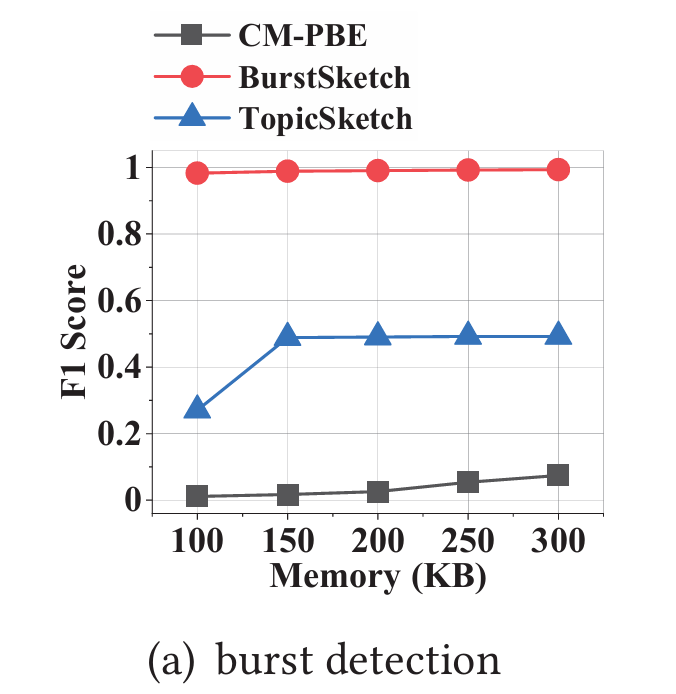 CM-PBE
BurstSketch
TopicSketch
1
0.8
0.6
0.4
0.2
0
F1 Score
100 150 200 250 300
Memory (KB)
(a) burst detection